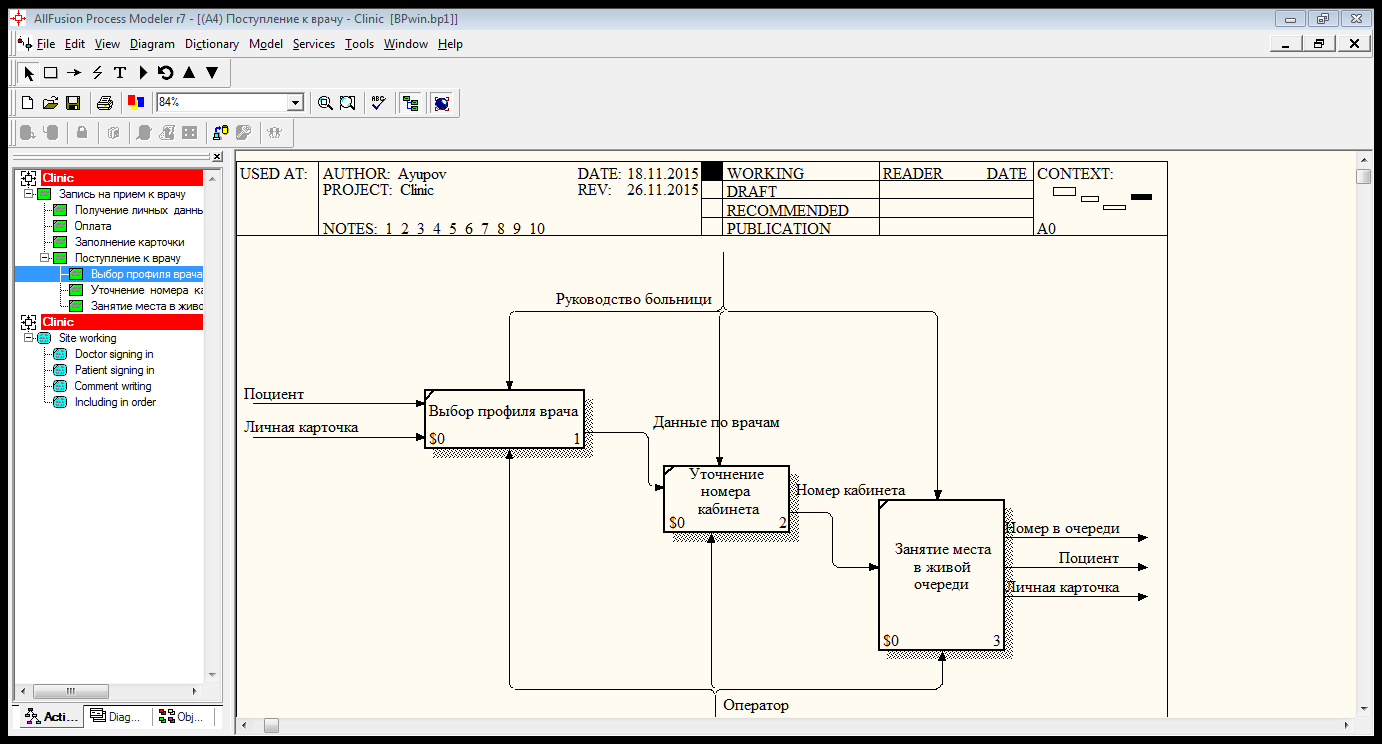 AllFusion Process Modeler r7 - [(A4) Поступление к врачу - Clinic [BPwin.bp1]]
File Edit View Diagram Dictionary Model Services Tools Window Help
84%
Clinic
Запись на прием к врачу
Получение личных данны
Оплата
Заполнение карточки
Поступление к врачу
Выбор профиля врача
Уточнение номера ка
Занятие места в живо
Clinic
Site working
Doctor signing in
Patient signing in
Comment writing
Including in order
Acti... Diag... Obj...
USED AT: AUTHOR: Ayupov DATE: 18.11.2015 WORKING READER DATE CONTEXT:
PROJECT: Clinic REV: 26.11.2015 DRAFT
RECOMMENDED
NOTES: 1 2 3 4 5 6 7 8 9 10 PUBLICATION A0
Руководство больници
Поциент
Личная карточка
Выбор профиля врача
$0 1
Данные по врачам
Уточнение
номера
кабинета
$0 2
Номер кабинета
Занятие места
в живой
очереди
$0 3
Номер в очереди
Поциент
Личная карточка
Оператор